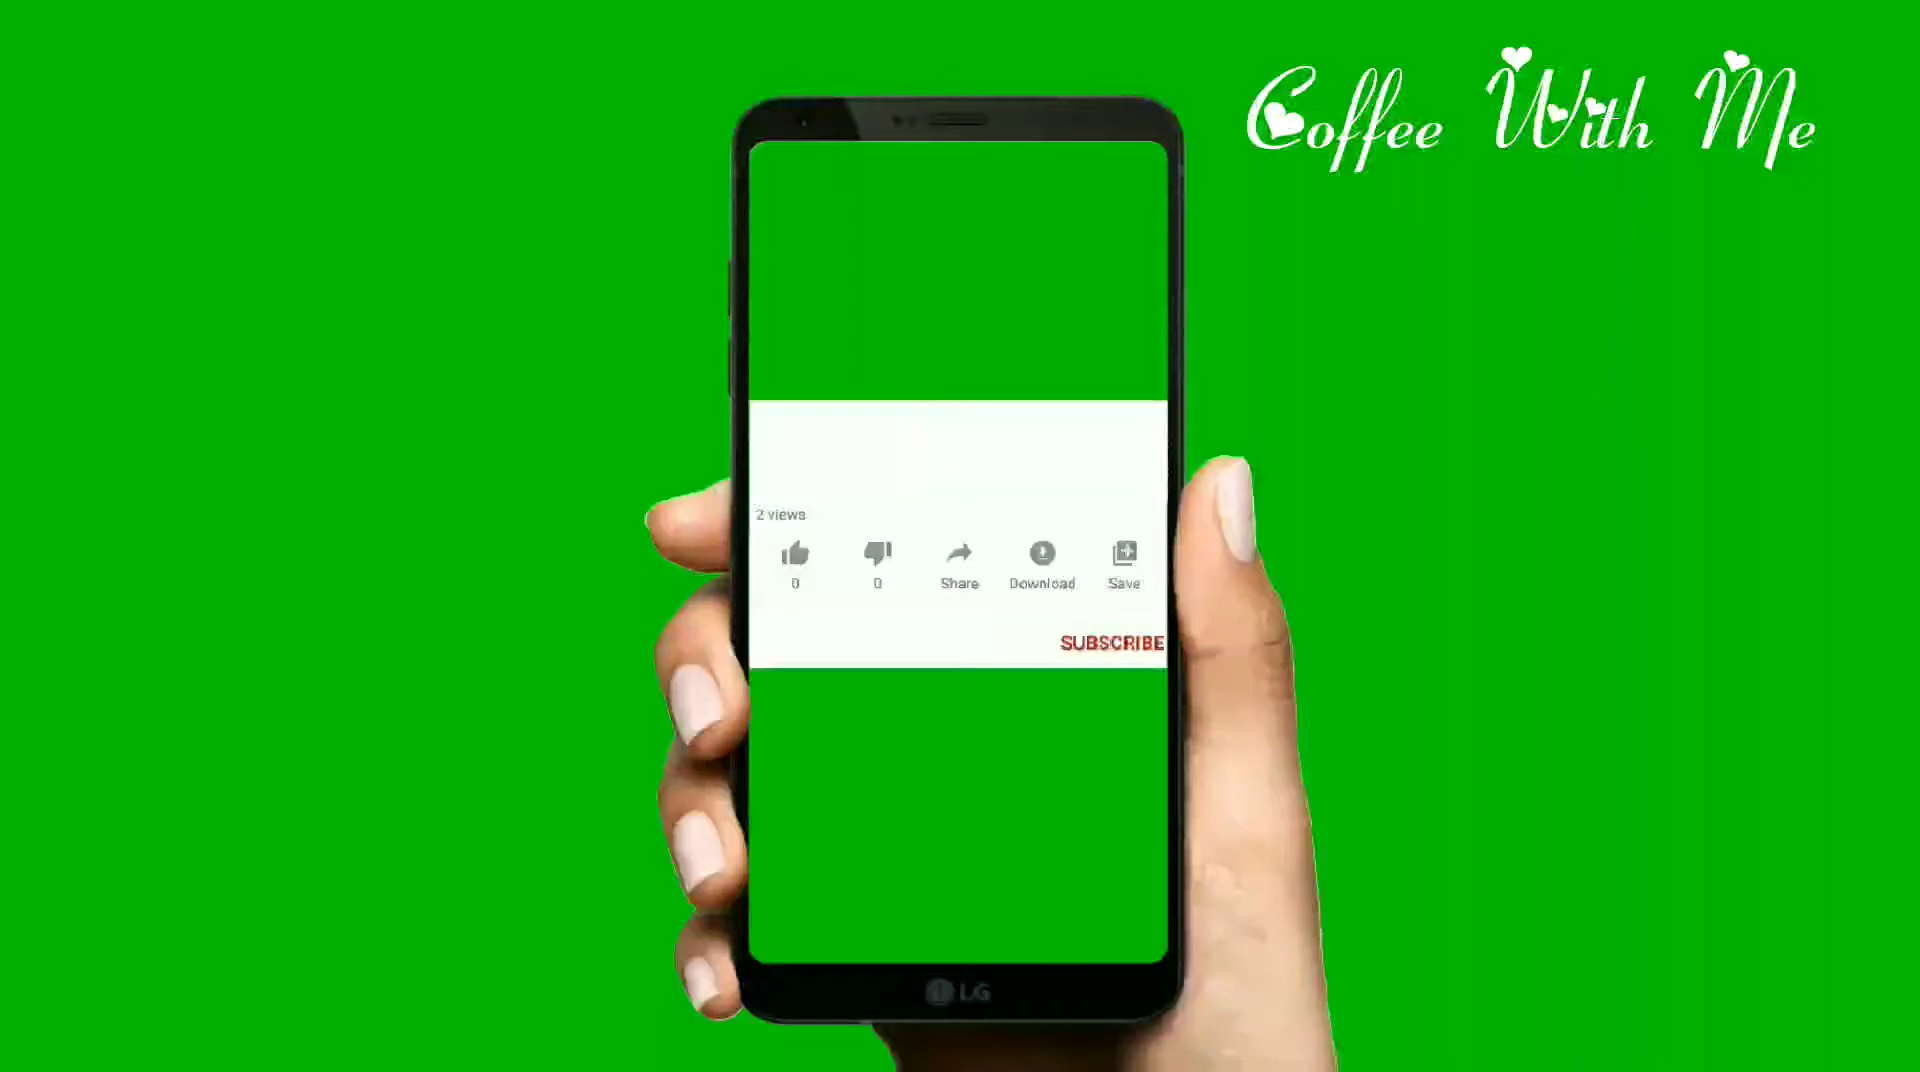 Coffee With Me
2 views
0 0 Share Download Save
SUBSCRIBE
LG